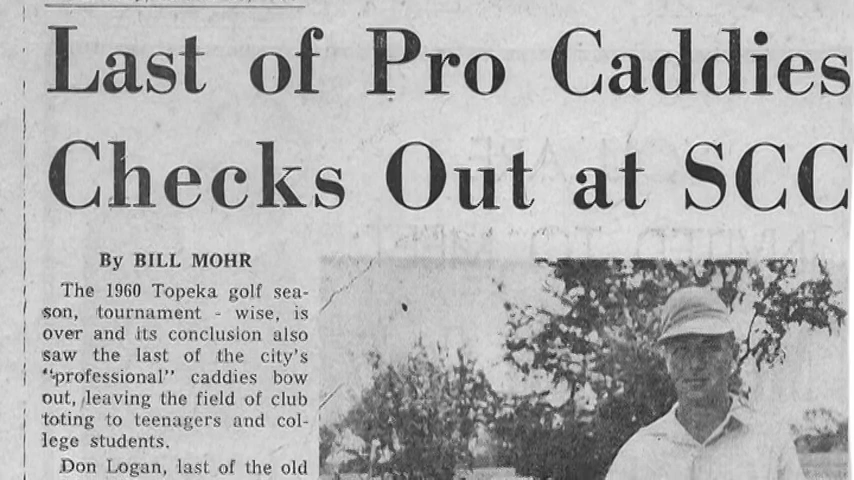 Last of Pro Caddies
Checks Out at SCC
By BILL MOHR
The 1960 Topeka golf sea-
son, tournament - wise, is
over and its conclusion also
saw the last of the city's
"professional" caddies bow
out, leaving the field of club
toting to teenagers and col-
lege students.
Don Logan, last of the old